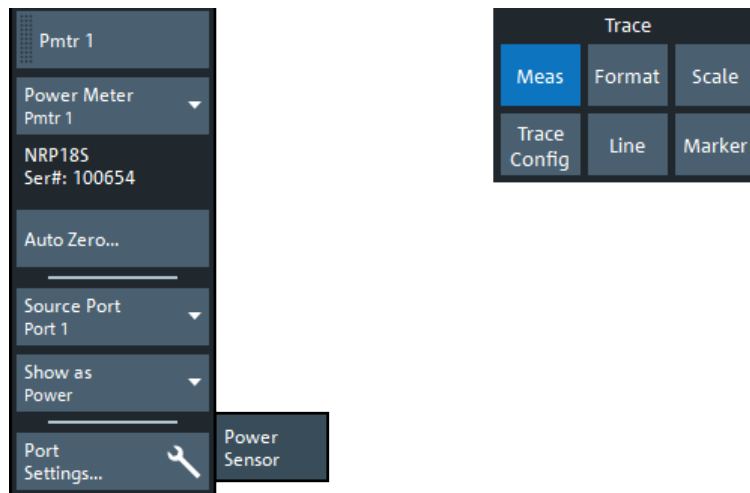 Pmtr 1
Power Meter
Pmtr 1
NRP18S
Ser#: 100654
Auto Zero...
Source Port
Port 1
Show as
Power
Port
Settings...
Power
Sensor
Trace
Meas
Format
Scale
Trace
Config
Line
Marker